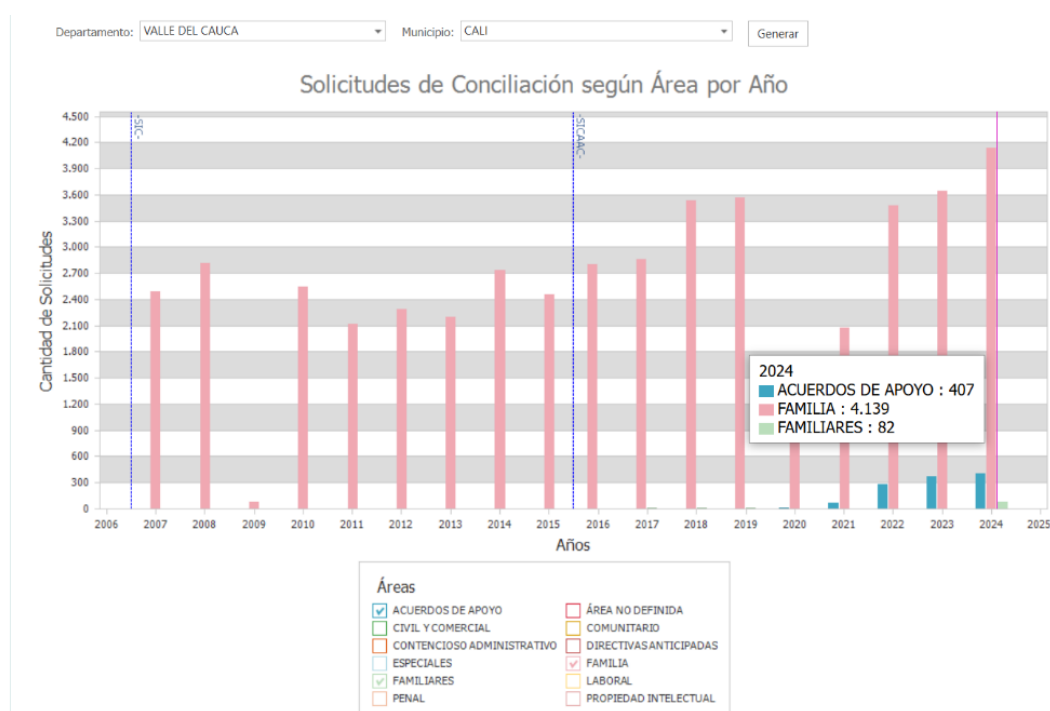 Departamento: VALLE DEL CAUCA Municipio: CALI Generar
Solicitudes de Conciliación según Área por Año
Cantidad de Solicitudes
4.500
4.200
3.900
3.600
3.300
3.000
2.700
2.400
2.100
1.800
1.500
1.200
900
600
300
0
-SIC-
-SICAAC-
2024
ACUERDOS DE APOYO : 407
FAMILIA : 4.139
FAMILIARES : 82
2006 2007 2008 2009 2010 2011 2012 2013 2014 2015 2016 2017 2018 2019 2020 2021 2022 2023 2024 2025
Años
Áreas
ACUERDOS DE APOYO ÁREA NO DEFINIDA
CIVIL Y COMERCIAL COMUNITARIO
CONTENCIOSO ADMINISTRATIVO DIRECTIVAS ANTICIPADAS
ESPECIALES FAMILIA
FAMILIARES LABORAL
PENAL PROPIEDAD INTELECTUAL